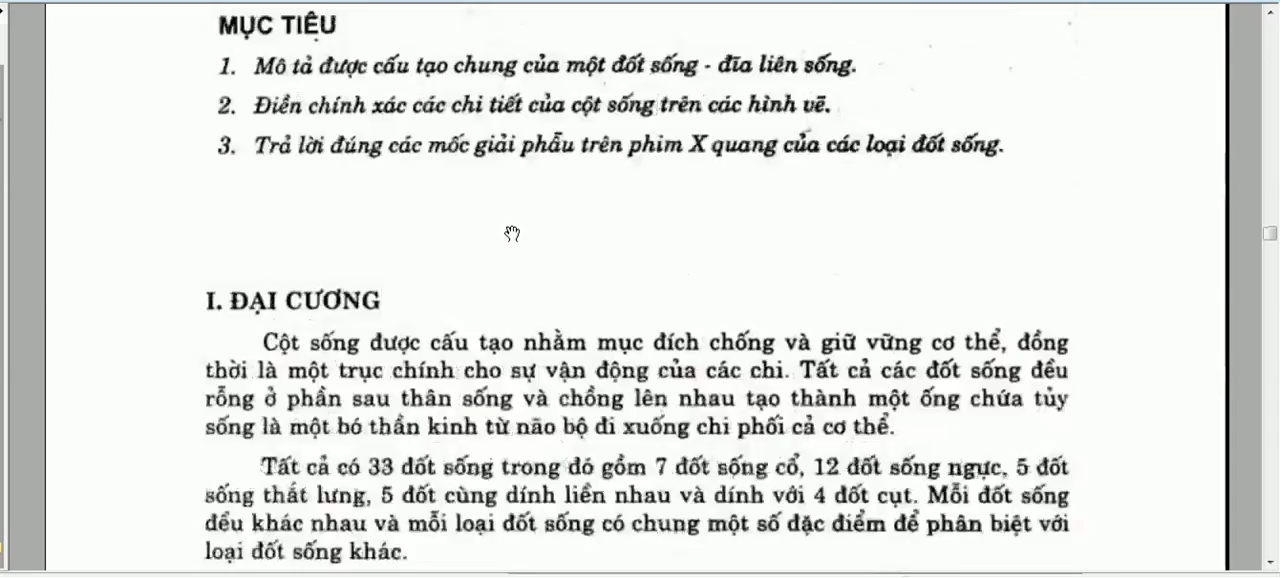 MỤC TIÊU
1. Mô tả được cấu tạo chung của một đốt sống - đĩa liên sống.
2. Điền chính xác các chi tiết của cột sống trên các hình vẽ.
3. Trả lời đúng các mốc giải phẫu trên phim X quang của các loại đốt sống.
I. ĐẠI CƯƠNG
Cột sống được cấu tạo nhằm mục đích chống và giữ vững cơ thể, đồng
thời là một trục chính cho sự vận động của các chi. Tất cả các đốt sống đều
rỗng ở phần sau thân sống và chồng lên nhau tạo thành một ống chứa tủy
sống là một bó thần kinh từ não bộ đi xuống chi phối cả cơ thể.
Tất cả có 33 đốt sống trong đó gồm 7 đốt sống cổ, 12 đốt sống ngực, 5 đốt
sống thắt lưng, 5 đốt cùng dính liền nhau và dính với 4 đốt cụt. Mỗi đốt sống
đều khác nhau và mỗi loại đốt sống có chung một số đặc điểm để phân biệt với
loại đốt sống khác.